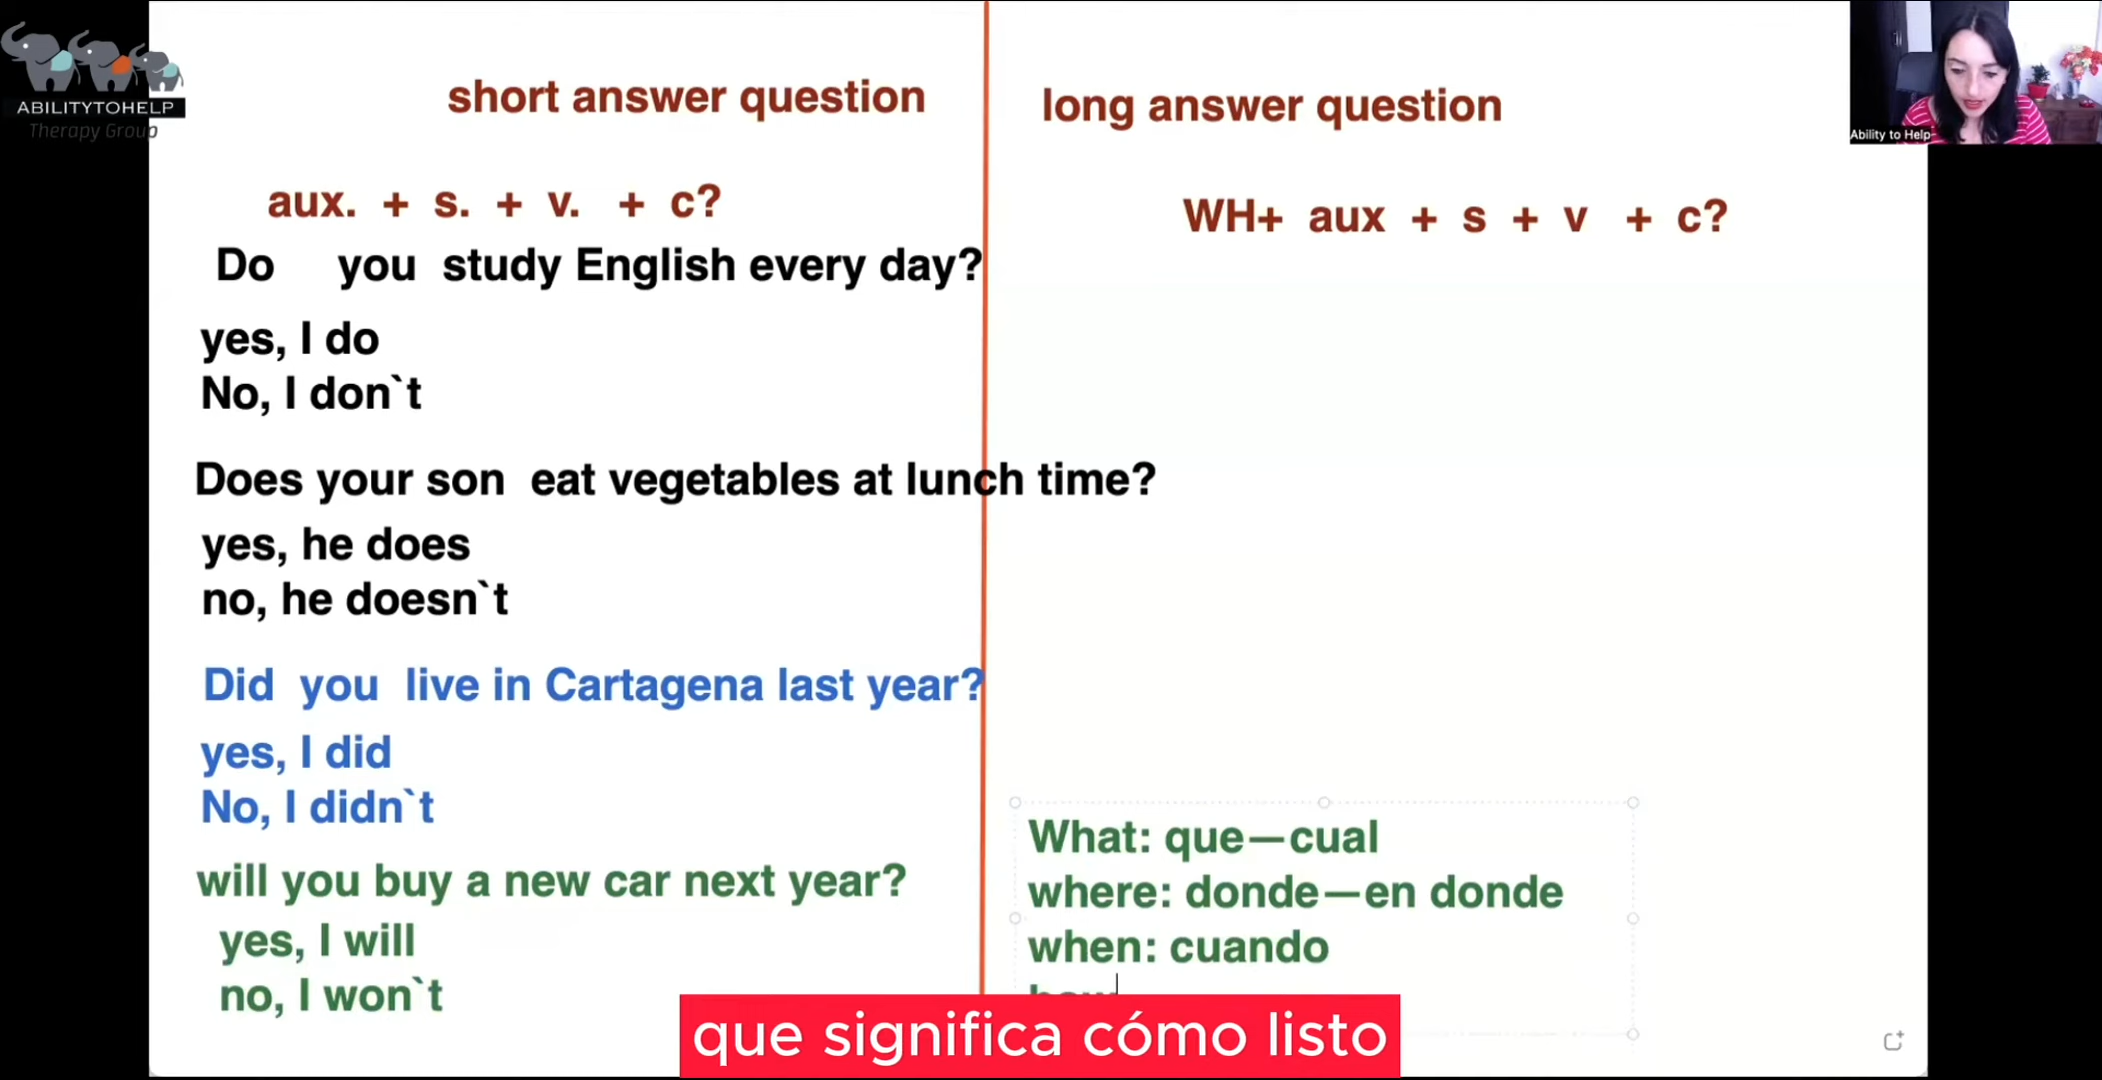 ABILITYTOHELP
Therapy Group
short answer question
aux. + s. + v. + c?
Do you study English every day?
yes, I do
No, I don`t
Does your son eat vegetables at lunch time?
yes, he does
no, he doesn`t
Did you live in Cartagena last year?
yes, I did
No, I didn`t
will you buy a new car next year?
yes, I will
no, I won`t
long answer question
WH+ aux + s + v + c?
What: que—cual
where: donde—en donde
when: cuando
how
que significa cómo listo
Ability to Help